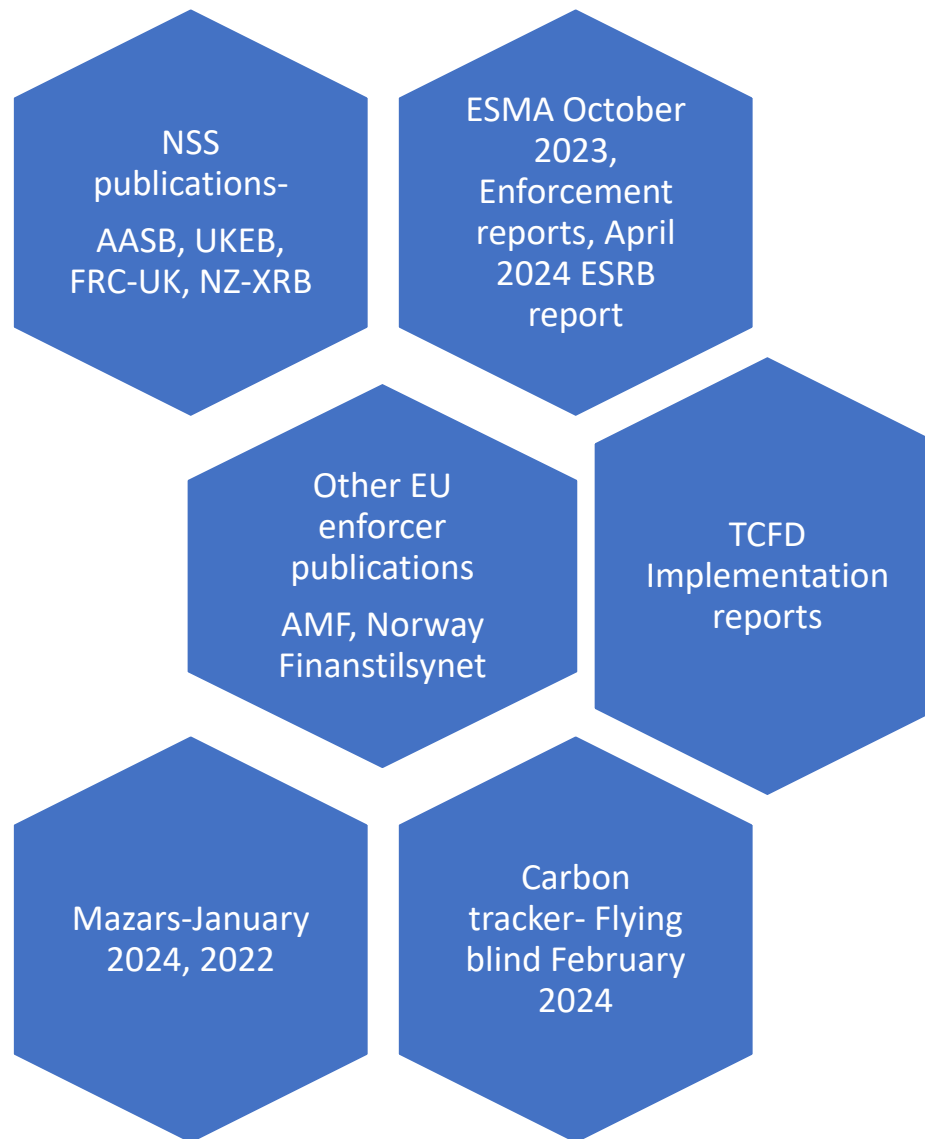 NSS
publications-
AASB, UKEB,
FRC-UK, NZ-XRB
ESMA October
2023,
Enforcement
reports, April
2024 ESRB
report
Other EU
enforcer
publications
AMF, Norway
Finanstilsynet
TCFD
Implementation
reports
Mazars-January
2024, 2022
Carbon
tracker- Flying
blind February
2024